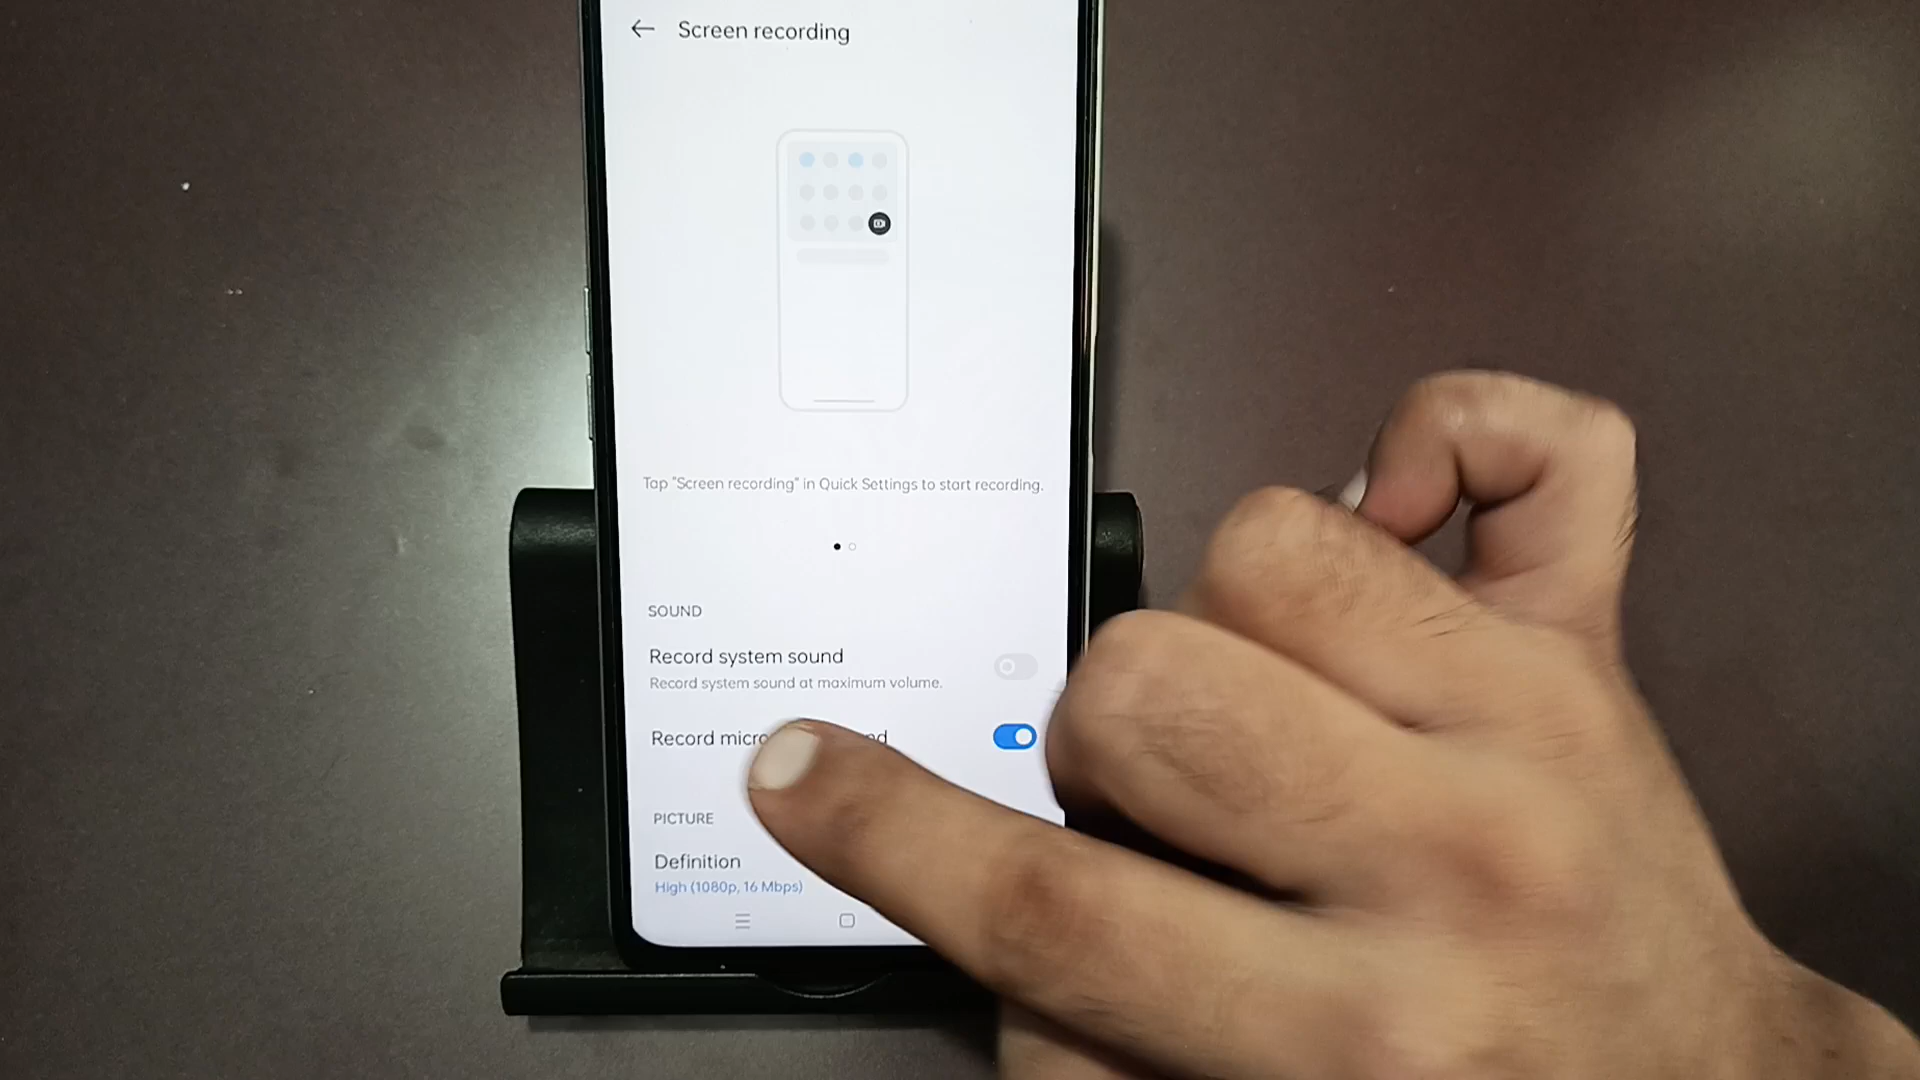 Screen recording
Tap "Screen recording" in Quick Settings to start recording.
SOUND
Record system sound
Record system sound at maximum volume.
Record
PICTURE
Definition
High (1080p, 16 Mbps)